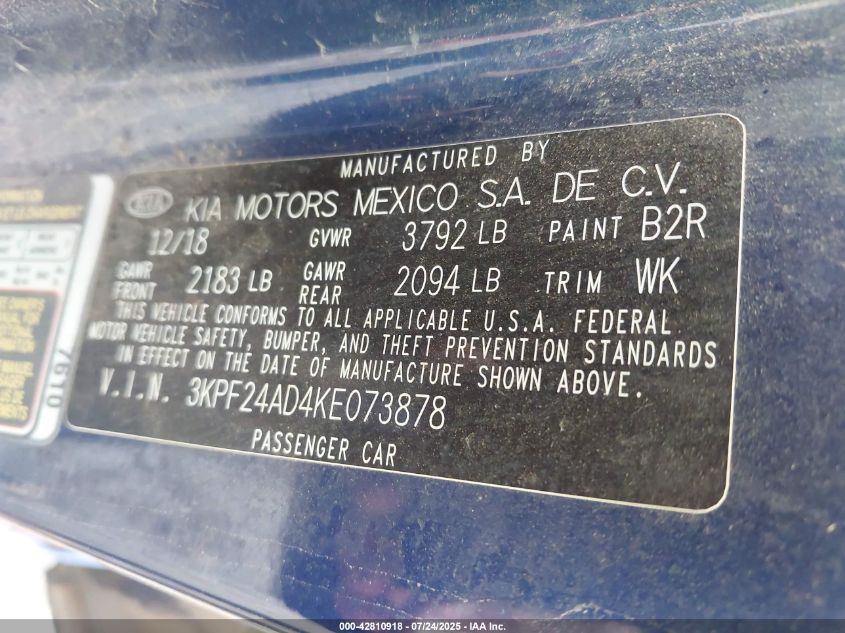 MANUFACTURED BY
KIA KIA MOTORS MEXICO S.A. DE C.V.
12/18 GVWR 3792 LB PAINT B2R
GAWR FRONT 2183 LB GAWR REAR 2094 LB TRIM WK
THIS VEHICLE CONFORMS TO ALL APPLICABLE U.S.A. FEDERAL
MOTOR VEHICLE SAFETY, BUMPER, AND THEFT PREVENTION STANDARDS
IN EFFECT ON THE DATE OF MANUFACTURE SHOWN ABOVE.
V.I.N. 3KPF24AD4KE073878
PASSENGER CAR
7610
000-42810918 | 07/24/2025 - IAA Inc.